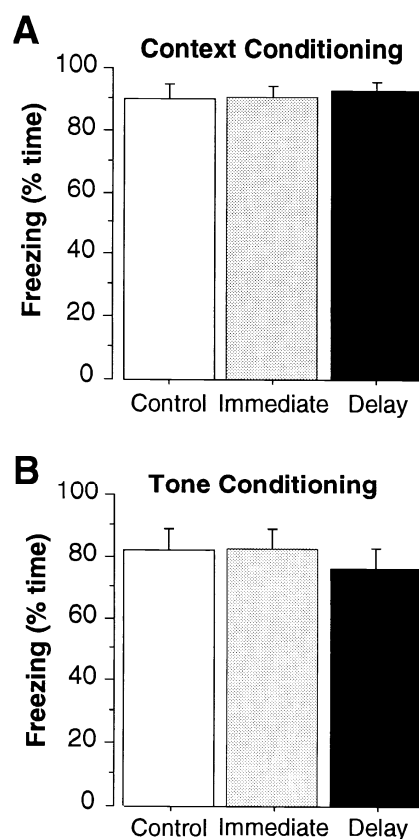 A
Context Conditioning
Freezing (% time)
100
80
60
40
20
0
Control Immediate Delay
B
Tone Conditioning
Freezing (% time)
100
80
60
40
20
0
Control Immediate Delay